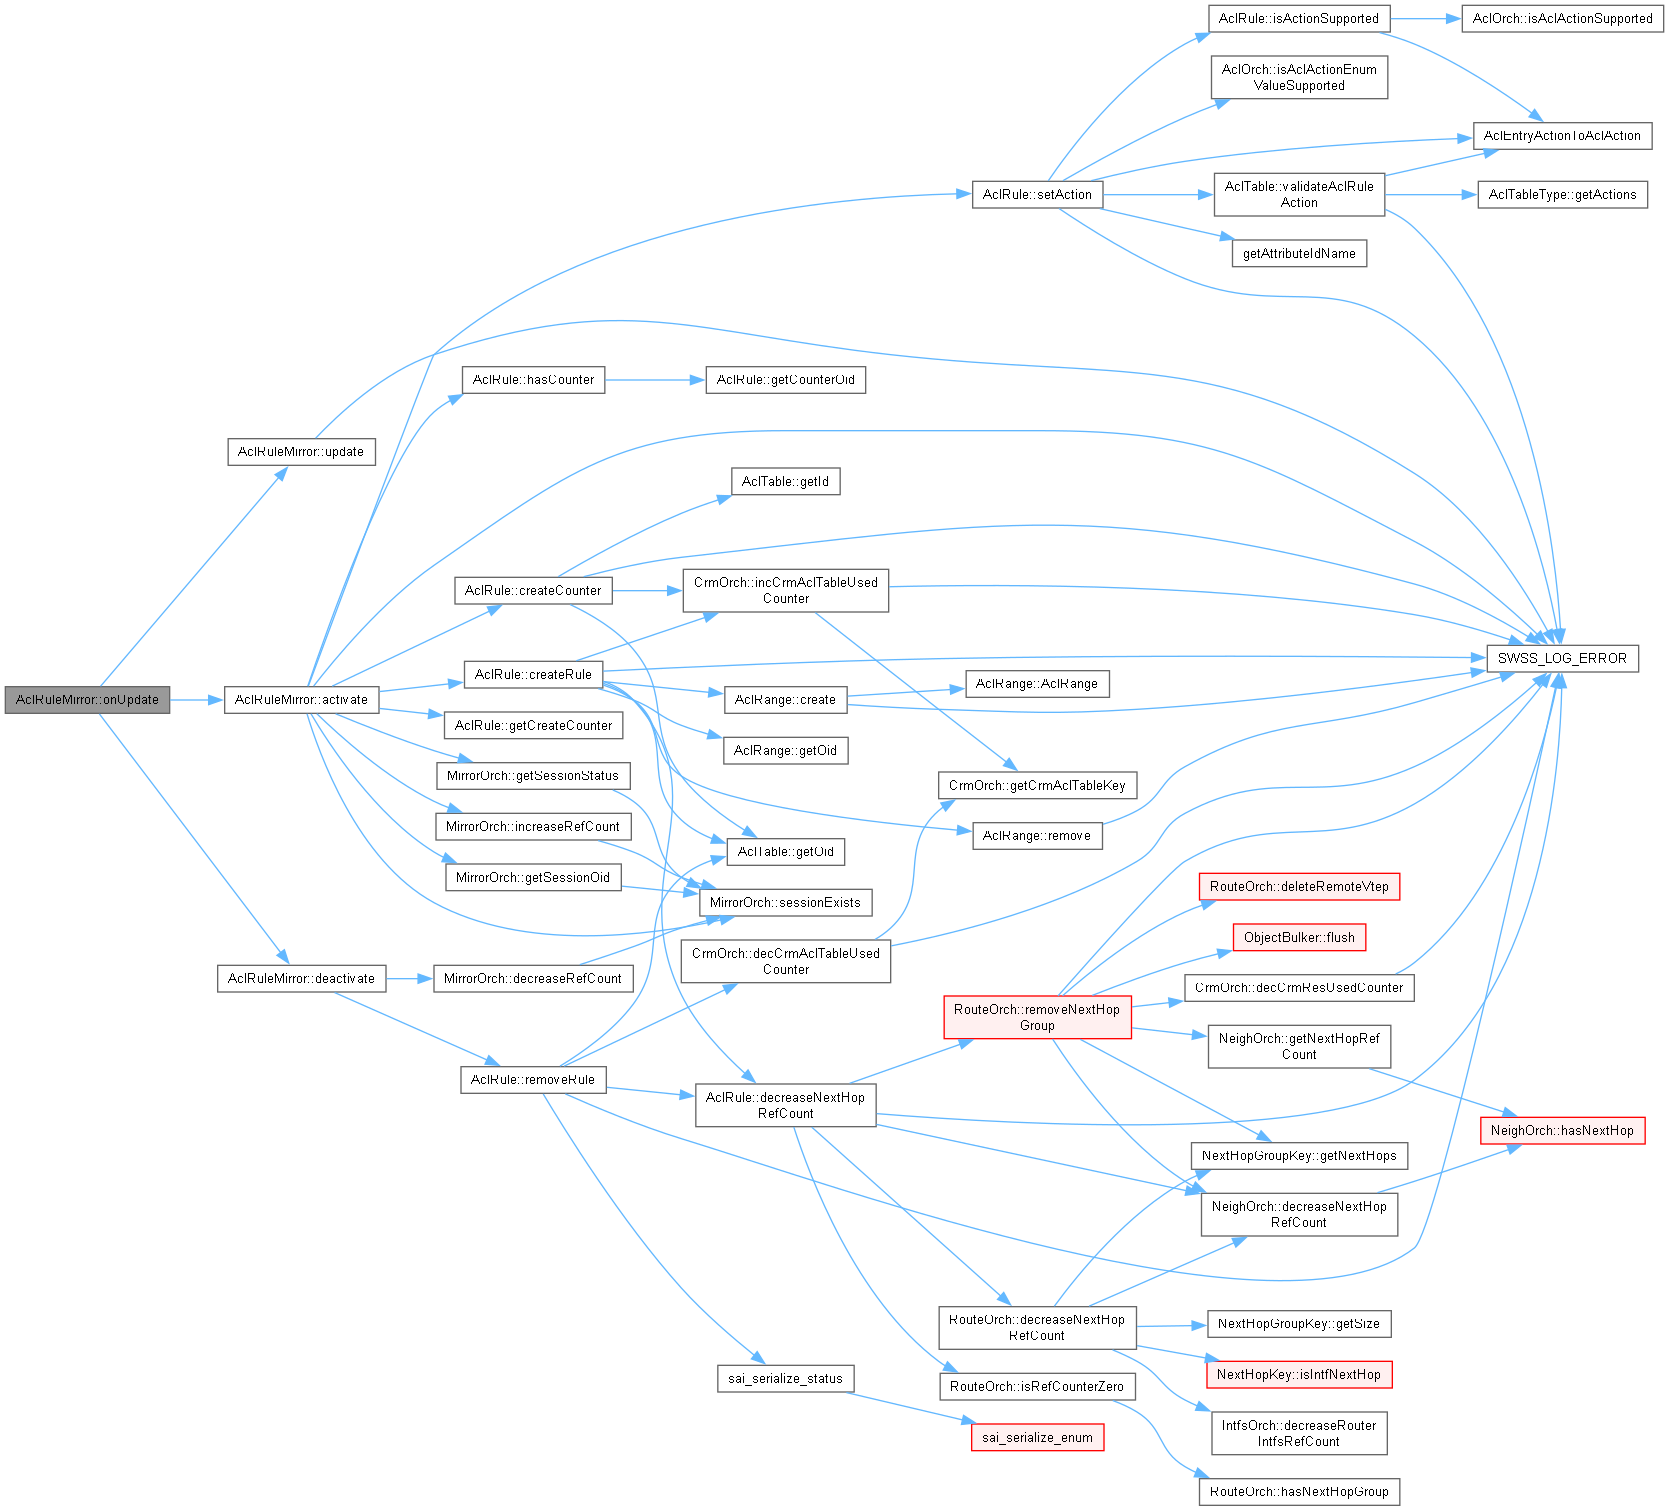 AclRule::isActionSupported
AclOrch::isAclActionSupported
AclOrch::isAclActionEnum
ValueSupported
AclEntryActionToAclAction
AclRule::setAction
AclTable::validateAclRule
Action
AclTableType::getActions
getAttributeIdName
AclRule::hasCounter
AclRule::getCounterOid
AclRuleMirror::update
AclTable::getId
AclRule::createCounter
CrmOrch::incCrmAclTableUsed
Counter
SWSS_LOG_ERROR
AclRule::createRule
AclRange::create
AclRange::AclRange
AclRuleMirror::onUpdate
AclRuleMirror::activate
AclRule::getCreateCounter
AclRange::getOid
MirrorOrch::getSessionStatus
CrmOrch::getCrmAclTableKey
MirrorOrch::increaseRefCount
AclRange::remove
AclTable::getOid
MirrorOrch::getSessionOid
RouteOrch::deleteRemoteVtep
MirrorOrch::sessionExists
ObjectBulker::flush
CrmOrch::decCrmAclTableUsed
Counter
AclRuleMirror::deactivate
MirrorOrch::decreaseRefCount
CrmOrch::decCrmResUsedCounter
RouteOrch::removeNextHop
Group
NeighOrch::getNextHopRef
Count
AclRule::removeRule
AclRule::decreaseNextHop
RefCount
NeighOrch::hasNextHop
NextHopGroupKey::getNextHops
NeighOrch::decreaseNextHop
RefCount
RouteOrch::decreaseNextHop
RefCount
NextHopGroupKey::getSize
NextHopKey::isIntfNextHop
sai_serialize_status
RouteOrch::isRefCounterZero
IntfsOrch::decreaseRouter
IntfsRefCount
sai_serialize_enum
RouteOrch::hasNextHopGroup